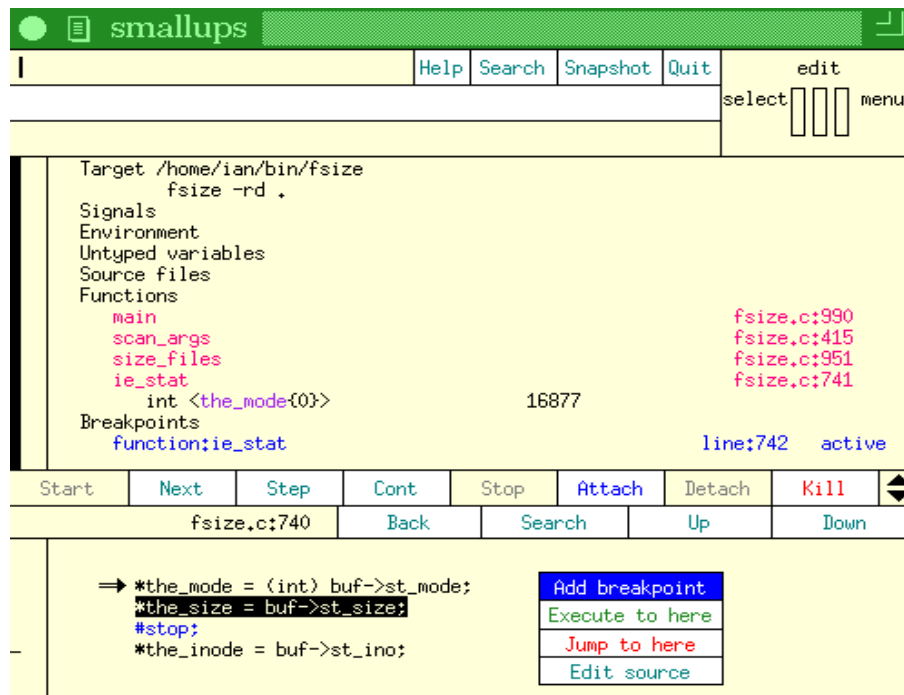 smallups
Help Search Snapshot Quit edit
select menu
Target /home/ian/bin/fsize
fsize -rd .
Signals
Environment
Untyped variables
Source files
Functions
main fsize.c:990
scan_args fsize.c:415
size_files fsize.c:951
ie_stat fsize.c:741
int <the_mode{0}> 16877
Breakpoints
function:ie_stat line:742 active
Start Next Step Cont Stop Attach Detach Kill
fsize.c:740 Back Search Up Down
*the_mode = (int) buf->st_mode; Add breakpoint
*the_size = buf->st_size; Execute to here
#stop; Jump to here
*the_inode = buf->st_ino; Edit source